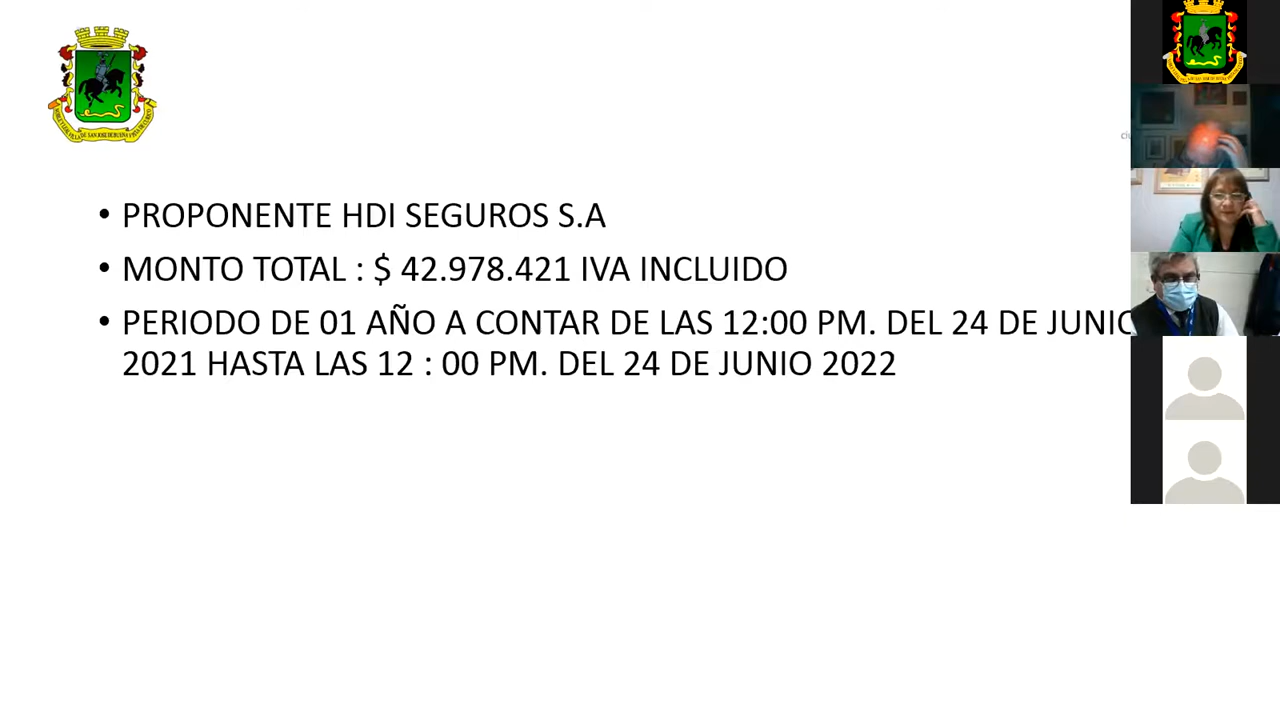 • PROPONENTE HDI SEGUROS S.A
• MONTO TOTAL : $ 42.978.421 IVA INCLUIDO
• PERIODO DE 01 AÑO A CONTAR DE LAS 12:00 PM. DEL 24 DE JUNIO
2021 HASTA LAS 12 : 00 PM. DEL 24 DE JUNIO 2022